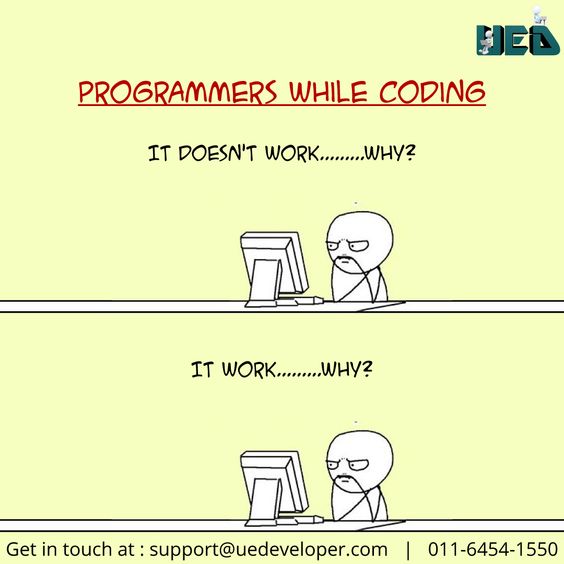 UED
PROGRAMMERS WHILE CODING
IT DOESN'T WORK.........WHY?
IT WORK.........WHY?
Get in touch at : support@uedeveloper.com | 011-6454-1550